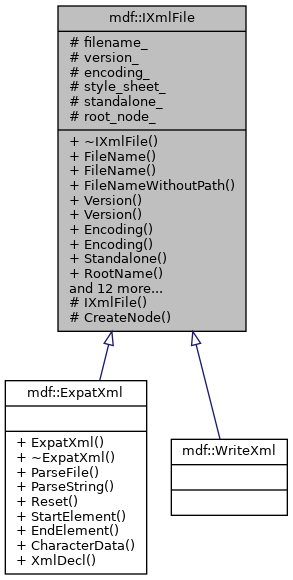 mdf::IXmlFile
# filename_
# version_
# encoding_
# style_sheet_
# standalone_
# root_node_
+ ~IXmlFile()
+ FileName()
+ FileName()
+ FileNameWithoutPath()
+ Version()
+ Version()
+ Encoding()
+ Encoding()
+ Standalone()
+ RootName()
and 12 more...
# IXmlFile()
# CreateNode()
mdf::ExpatXml
+ ExpatXml()
+ ~ExpatXml()
+ ParseFile()
+ ParseString()
+ Reset()
+ StartElement()
+ EndElement()
+ CharacterData()
+ XmlDecl()
mdf::WriteXml